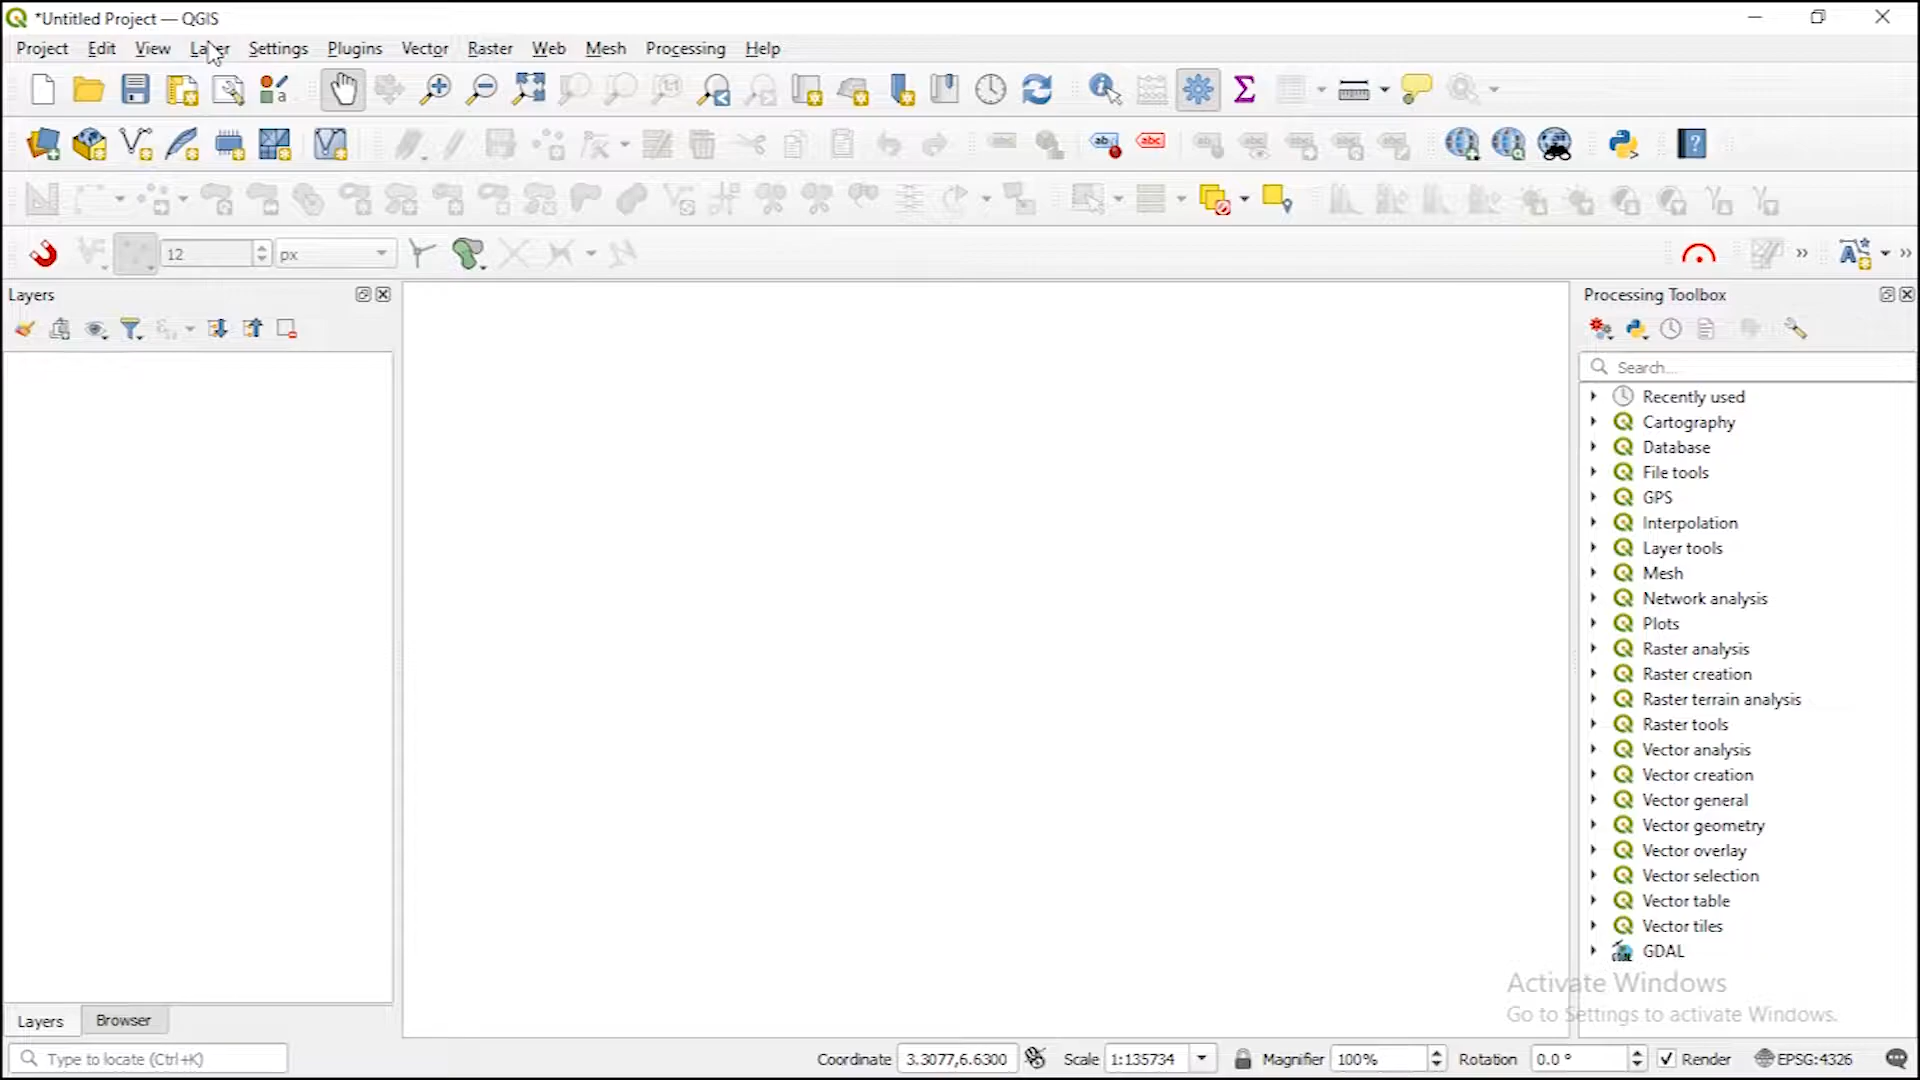 *Untitled Project — QGIS
Project Edit View Layer Settings Plugins Vector Raster Web Mesh Processing Help
12 px
Layers
Processing Toolbox
Search...
Recently used
Cartography
Database
File tools
GPS
Interpolation
Layer tools
Mesh
Network analysis
Plots
Raster analysis
Raster creation
Raster terrain analysis
Raster tools
Vector analysis
Vector creation
Vector general
Vector geometry
Vector overlay
Vector selection
Vector table
Vector tiles
GDAL
Activate Windows
Go to Settings to activate Windows.
Layers Browser
Type to locate (Ctrl+K) Coordinate 3.3077,6.6300 Scale 1:135734 Magnifier 100% Rotation 0.0 ° Render EPSG:4326